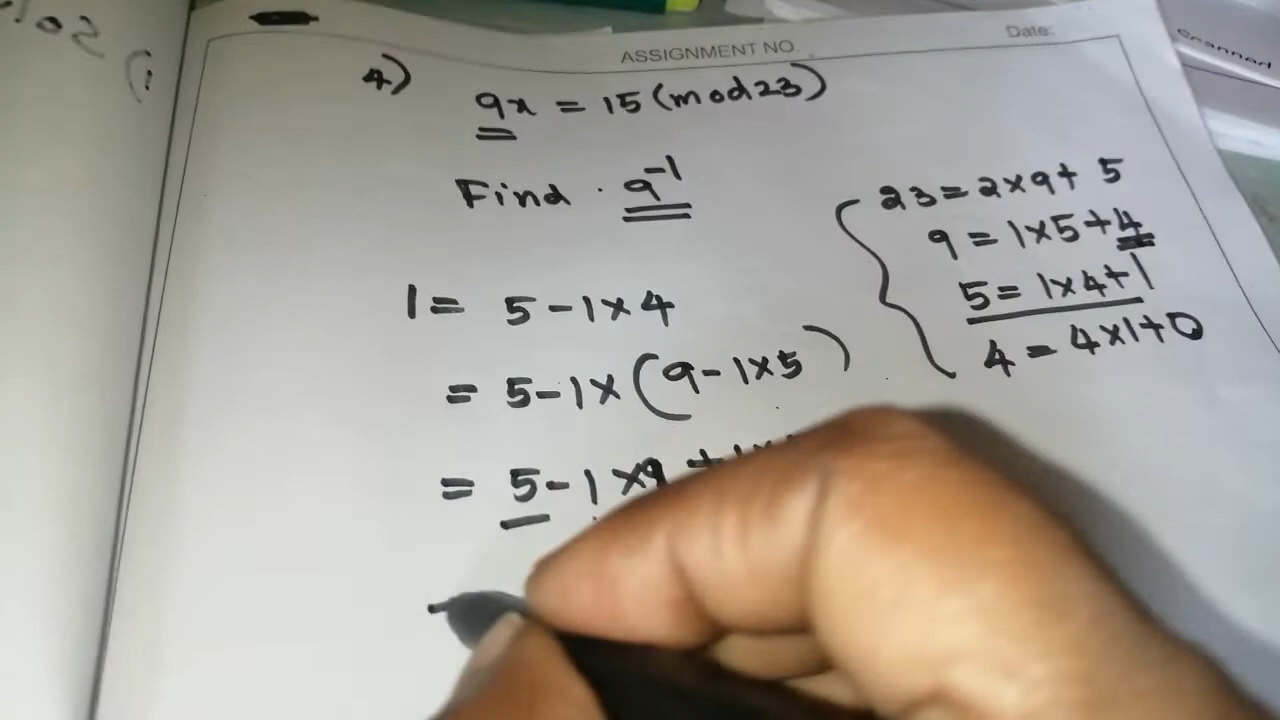 ASSIGNMENT NO.
Date:
4)
9x = 15 (mod 23)
Find 9⁻¹
23 = 2×9+ 5
9 = 1×5+4
5 = 1×4+1
4 = 4×1+0
1 = 5-1×4
= 5-1×(9-1×5)
= 5-1×9 +1×